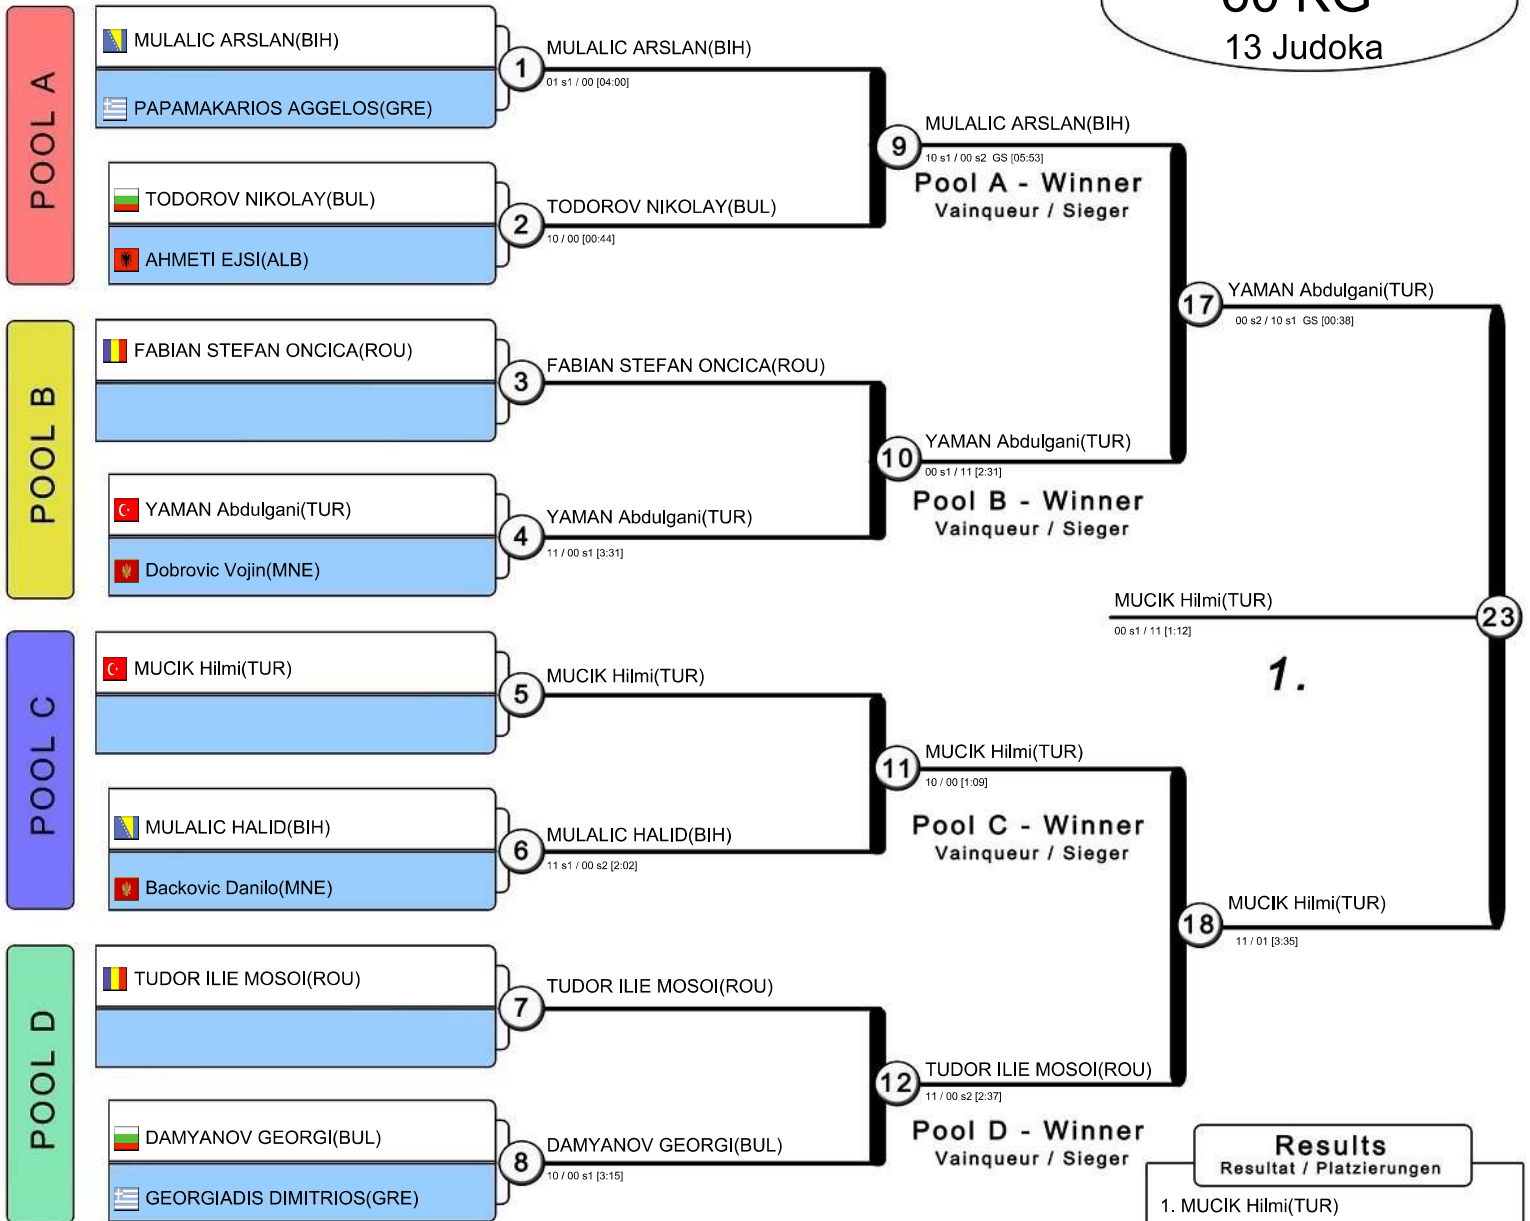 60 KG
13 Judoka
POOL A
MULALIC ARSLAN(BIH)
PAPAMAKARIOS AGGELOS(GRE)
1
MULALIC ARSLAN(BIH)
01 s1 / 00 [04:00]
TODOROV NIKOLAY(BUL)
AHMETI EJSI(ALB)
2
TODOROV NIKOLAY(BUL)
10 / 00 [00:44]
9
MULALIC ARSLAN(BIH)
10 s1 / 00 s2 GS [05:53]
Pool A - Winner
Vainqueur / Sieger
POOL B
FABIAN STEFAN ONCICA(ROU)
3
FABIAN STEFAN ONCICA(ROU)
YAMAN Abdulgani(TUR)
Dobrovic Vojin(MNE)
4
YAMAN Abdulgani(TUR)
11 / 00 s1 [3:31]
10
YAMAN Abdulgani(TUR)
00 s1 / 11 [2:31]
Pool B - Winner
Vainqueur / Sieger
17
YAMAN Abdulgani(TUR)
00 s2 / 10 s1 GS [00:38]
POOL C
MUCIK Hilmi(TUR)
5
MUCIK Hilmi(TUR)
MULALIC HALID(BIH)
Backovic Danilo(MNE)
6
MULALIC HALID(BIH)
11 s1 / 00 s2 [2:02]
11
MUCIK Hilmi(TUR)
10 / 00 [1:09]
Pool C - Winner
Vainqueur / Sieger
POOL D
TUDOR ILIE MOSOI(ROU)
7
TUDOR ILIE MOSOI(ROU)
DAMYANOV GEORGI(BUL)
GEORGIADIS DIMITRIOS(GRE)
8
DAMYANOV GEORGI(BUL)
10 / 00 s1 [3:15]
12
TUDOR ILIE MOSOI(ROU)
11 / 00 s2 [2:37]
Pool D - Winner
Vainqueur / Sieger
18
MUCIK Hilmi(TUR)
11 / 01 [3:35]
23
MUCIK Hilmi(TUR)
00 s1 / 11 [1:12]
1.
Results
Resultat / Platzierungen
1. MUCIK Hilmi(TUR)